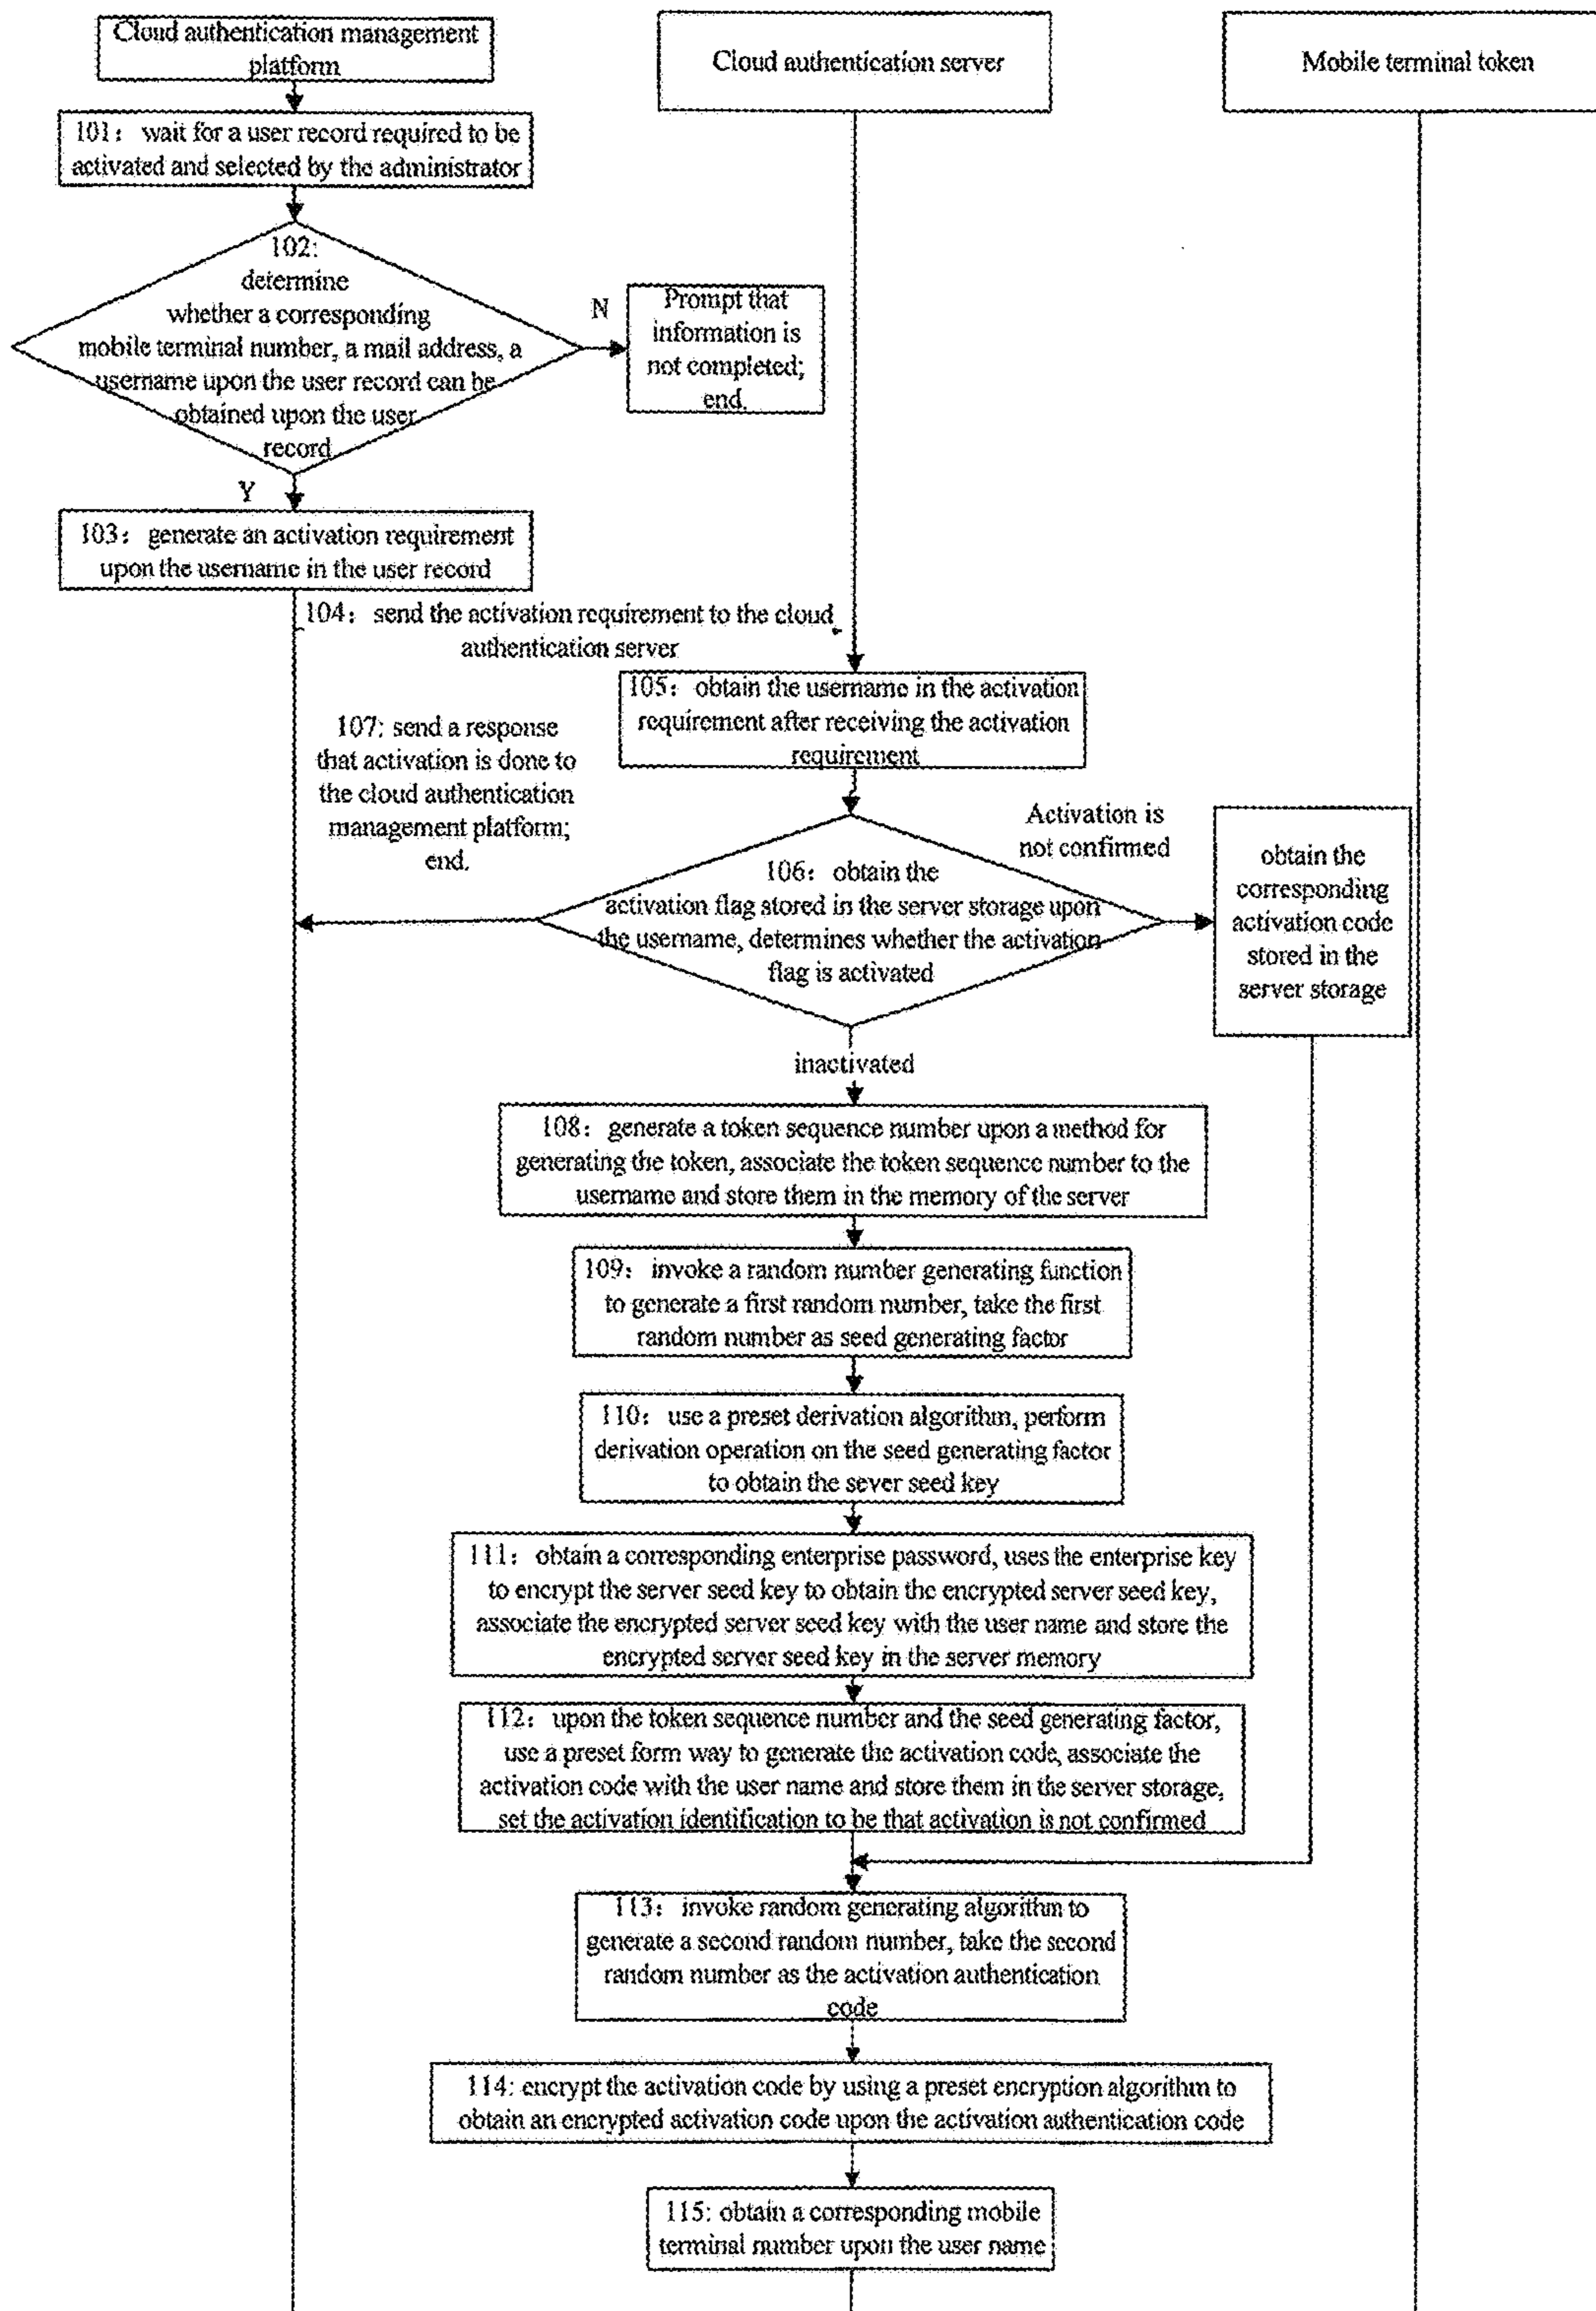 Cloud authentication management
platform
Cloud authentication server
Mobile terminal token
101: wait for a user record required to be
activated and selected by the administrator
102:
determine
whether a corresponding
mobile terminal number, a mail address, a
username upon the user record can be
obtained upon the user
record
N
Prompt that
information is
not completed;
end.
Y
103: generate an activation requirement
upon the username in the user record
104: send the activation requirement to the cloud
authentication server
105: obtain the username in the activation
requirement after receiving the activation
requirement
107: send a response
that activation is done to
the cloud authentication
management platform;
end.
106: obtain the
activation flag stored in the server storage upon
the username, determines whether the activation
flag is activated
Activation is
not confirmed
obtain the
corresponding
activation code
stored in the
server storage
inactivated
108: generate a token sequence number upon a method for
generating the token, associate the token sequence number to the
username and store them in the memory of the server
109: invoke a random number generating function
to generate a first random number, take the first
random number as seed generating factor
110: use a preset derivation algorithm, perform
derivation operation on the seed generating factor
to obtain the sever seed key
111: obtain a corresponding enterprise password, uses the enterprise key
to encrypt the server seed key to obtain the encrypted server seed key,
associate the encrypted server seed key with the user name and store the
encrypted server seed key in the server memory
112: upon the token sequence number and the seed generating factor,
use a preset form way to generate the activation code, associate the
activation code with the user name and store them in the server storage,
set the activation identification to be that activation is not confirmed
113: invoke random generating algorithm to
generate a second random number, take the second
random number as the activation authentication
code
114: encrypt the activation code by using a preset encryption algorithm to
obtain an encrypted activation code upon the activation authentication code
115: obtain a corresponding mobile
terminal number upon the user name